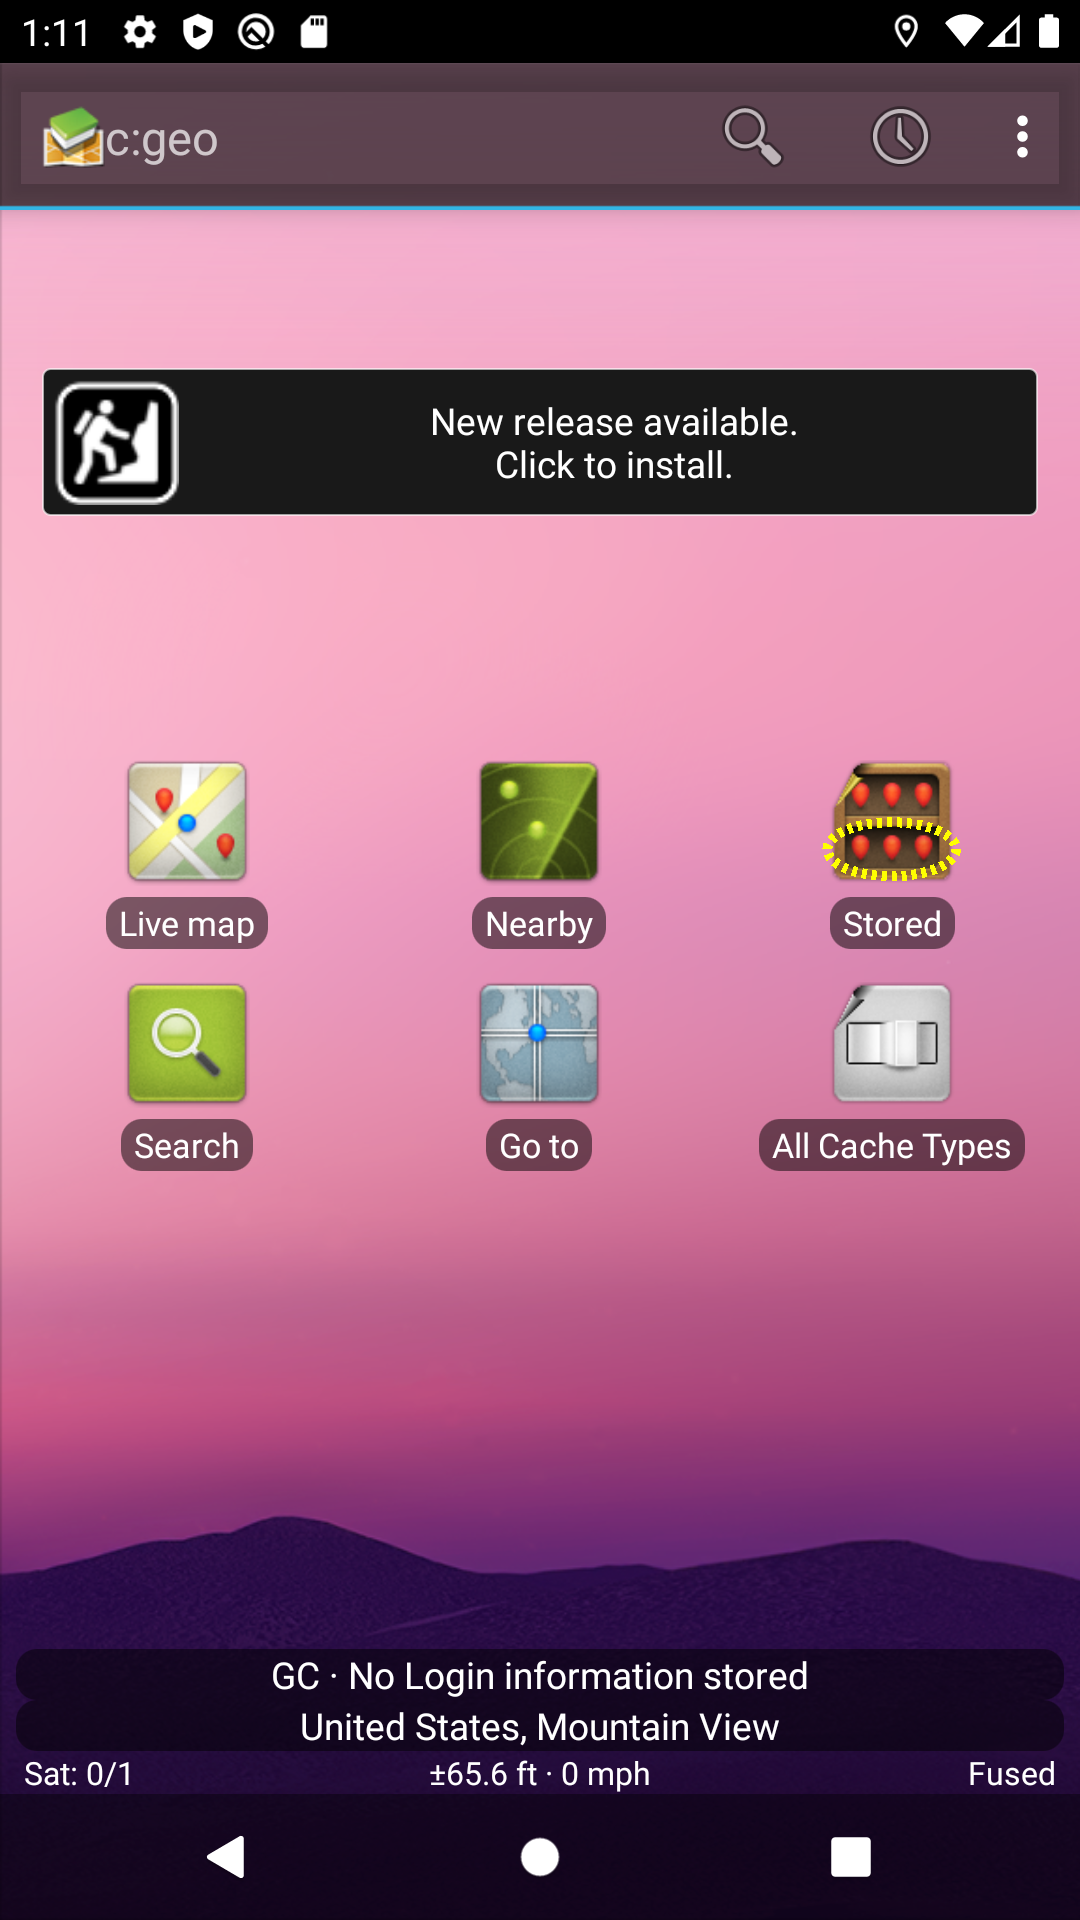 1:11
c:geo
New release available.
Click to install.
Live map
Nearby
Stored
Search
Go to
All Cache Types
GC · No Login information stored
United States, Mountain View
Sat: 0/1
±65.6 ft · 0 mph
Fused